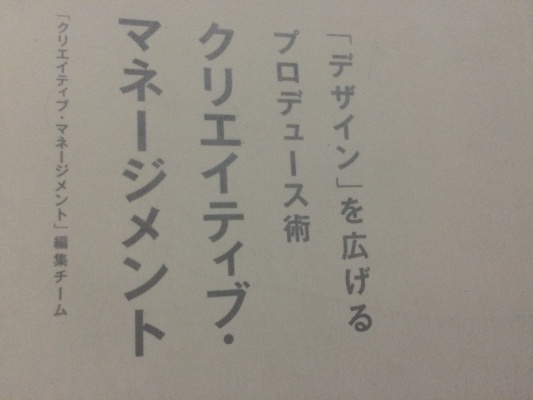 「デザイン」を広げる
プロデュース術
クリエイティブ・
マネージメント
「クリエイティブ・マネージメント」編集チーム